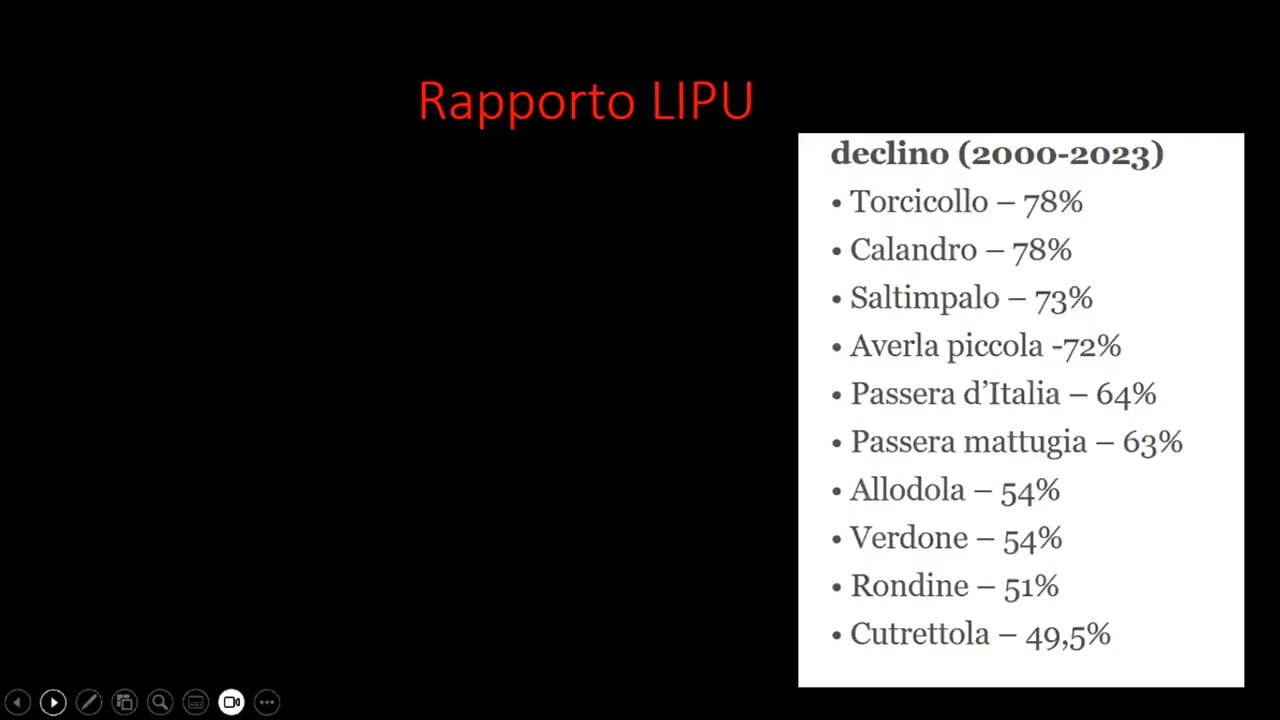 Rapporto LIPU
declino (2000-2023)
• Torcicollo – 78%
• Calandro – 78%
• Saltimpalo – 73%
• Averla piccola -72%
• Passera d’Italia – 64%
• Passera mattugia – 63%
• Allodola – 54%
• Verdone – 54%
• Rondine – 51%
• Cutrettola – 49,5%